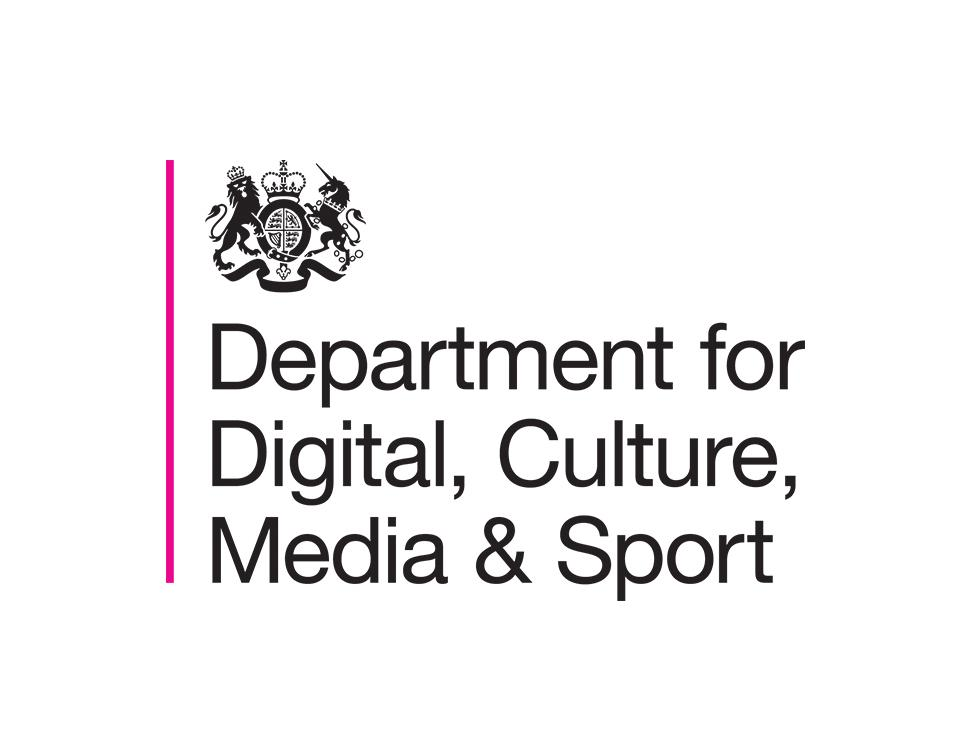 Department for
Digital, Culture,
Media & Sport